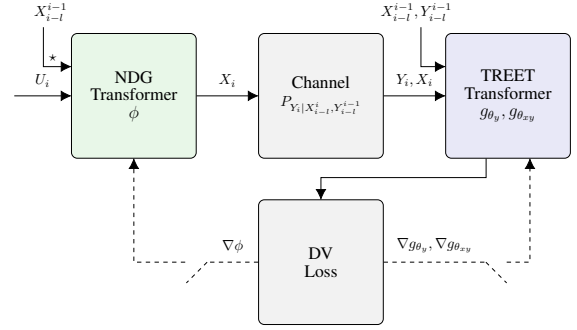 X_{i-l}^{i-1}
X_{i-l}^{i-1}, Y_{i-l}^{i-1}
⋆
U_i
NDG
Transformer
ϕ
X_i
Channel
P_{Y_i|X_{i-l}^{i}, Y_{i-l}^{i-1}}
Y_i, X_i
TREET
Transformer
g_{θ_y}, g_{θ_{xy}}
∇ϕ
DV
Loss
∇g_{θ_y}, ∇g_{θ_{xy}}